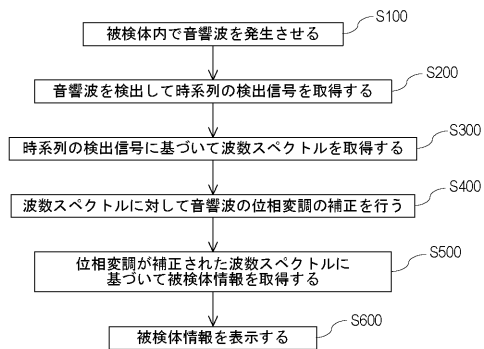 S100
被検体内で音響波を発生させる
S200
音響波を検出して時系列の検出信号を取得する
S300
時系列の検出信号に基づいて波数スペクトルを取得する
S400
波数スペクトルに対して音響波の位相変調の補正を行う
S500
位相変調が補正された波数スペクトルに
基づいて被検体情報を取得する
S600
被検体情報を表示する